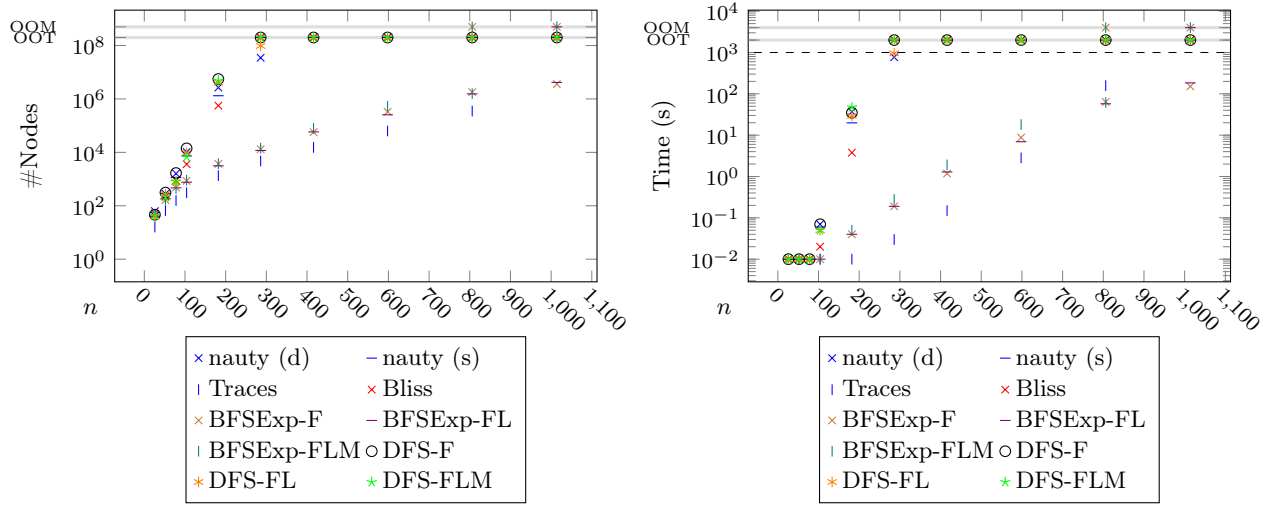 OOM
OOT
10^8
10^6
10^4
10^2
10^0
#Nodes
n
0
100
200
300
400
500
600
700
800
900
1,000
1,100
nauty (d)
nauty (s)
Traces
Bliss
BFSExp-F
BFSExp-FL
BFSExp-FLM
DFS-F
DFS-FL
DFS-FLM
10^4
OOM
OOT
10^3
10^2
10^1
10^0
10^−1
10^−2
Time (s)
n
0
100
200
300
400
500
600
700
800
900
1,000
1,100
nauty (d)
nauty (s)
Traces
Bliss
BFSExp-F
BFSExp-FL
BFSExp-FLM
DFS-F
DFS-FL
DFS-FLM